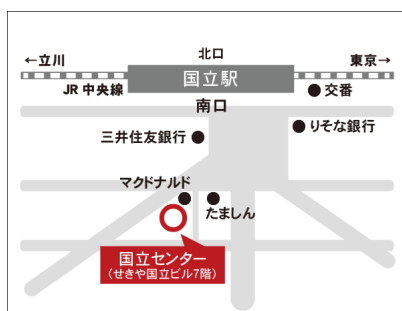 ←立川
北口
東京→
国立駅
JR中央線
南口
交番
三井住友銀行
りそな銀行
マクドナルド
たましん
国立センター
(せきや国立ビル7階)